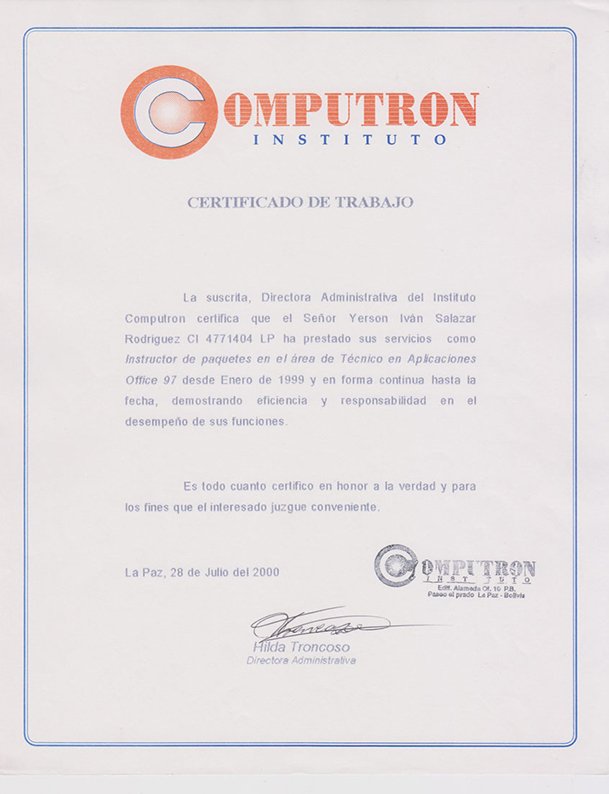 COMPUTRON
INSTITUTO
CERTIFICADO DE TRABAJO
La suscrita, Directora Administrativa del Instituto
Computron certifica que el Señor Yerson Iván Salazar
Rodriguez CI 4771404 LP ha prestado sus servicios como
Instructor de paquetes en el área de Técnico en Aplicaciones
Office 97 desde Enero de 1999 y en forma continua hasta la
fecha, demostrando eficiencia y responsabilidad en el
desempeño de sus funciones.
Es todo cuanto certifico en honor a la verdad y para
los fines que el interesado juzgue conveniente.
La Paz, 28 de Julio del 2000
COMPUTRON
INSTITUTO
Edif. Alameda Of. 10 P.B.
Paseo el prado La Paz - Bolivia
Hilda Troncoso
Directora Administrativa